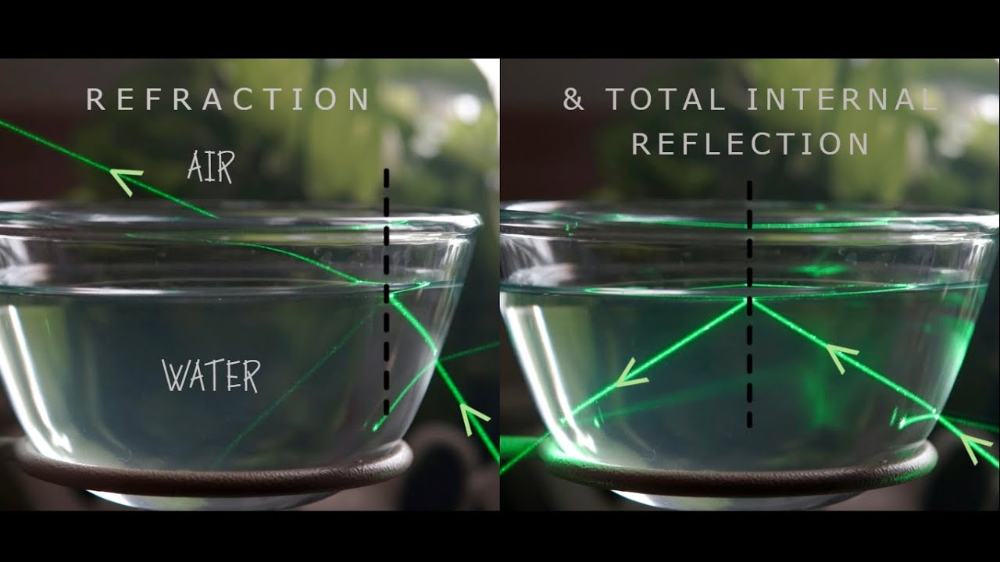 REFRACTION
AIR
WATER
& TOTAL INTERNAL
REFLECTION